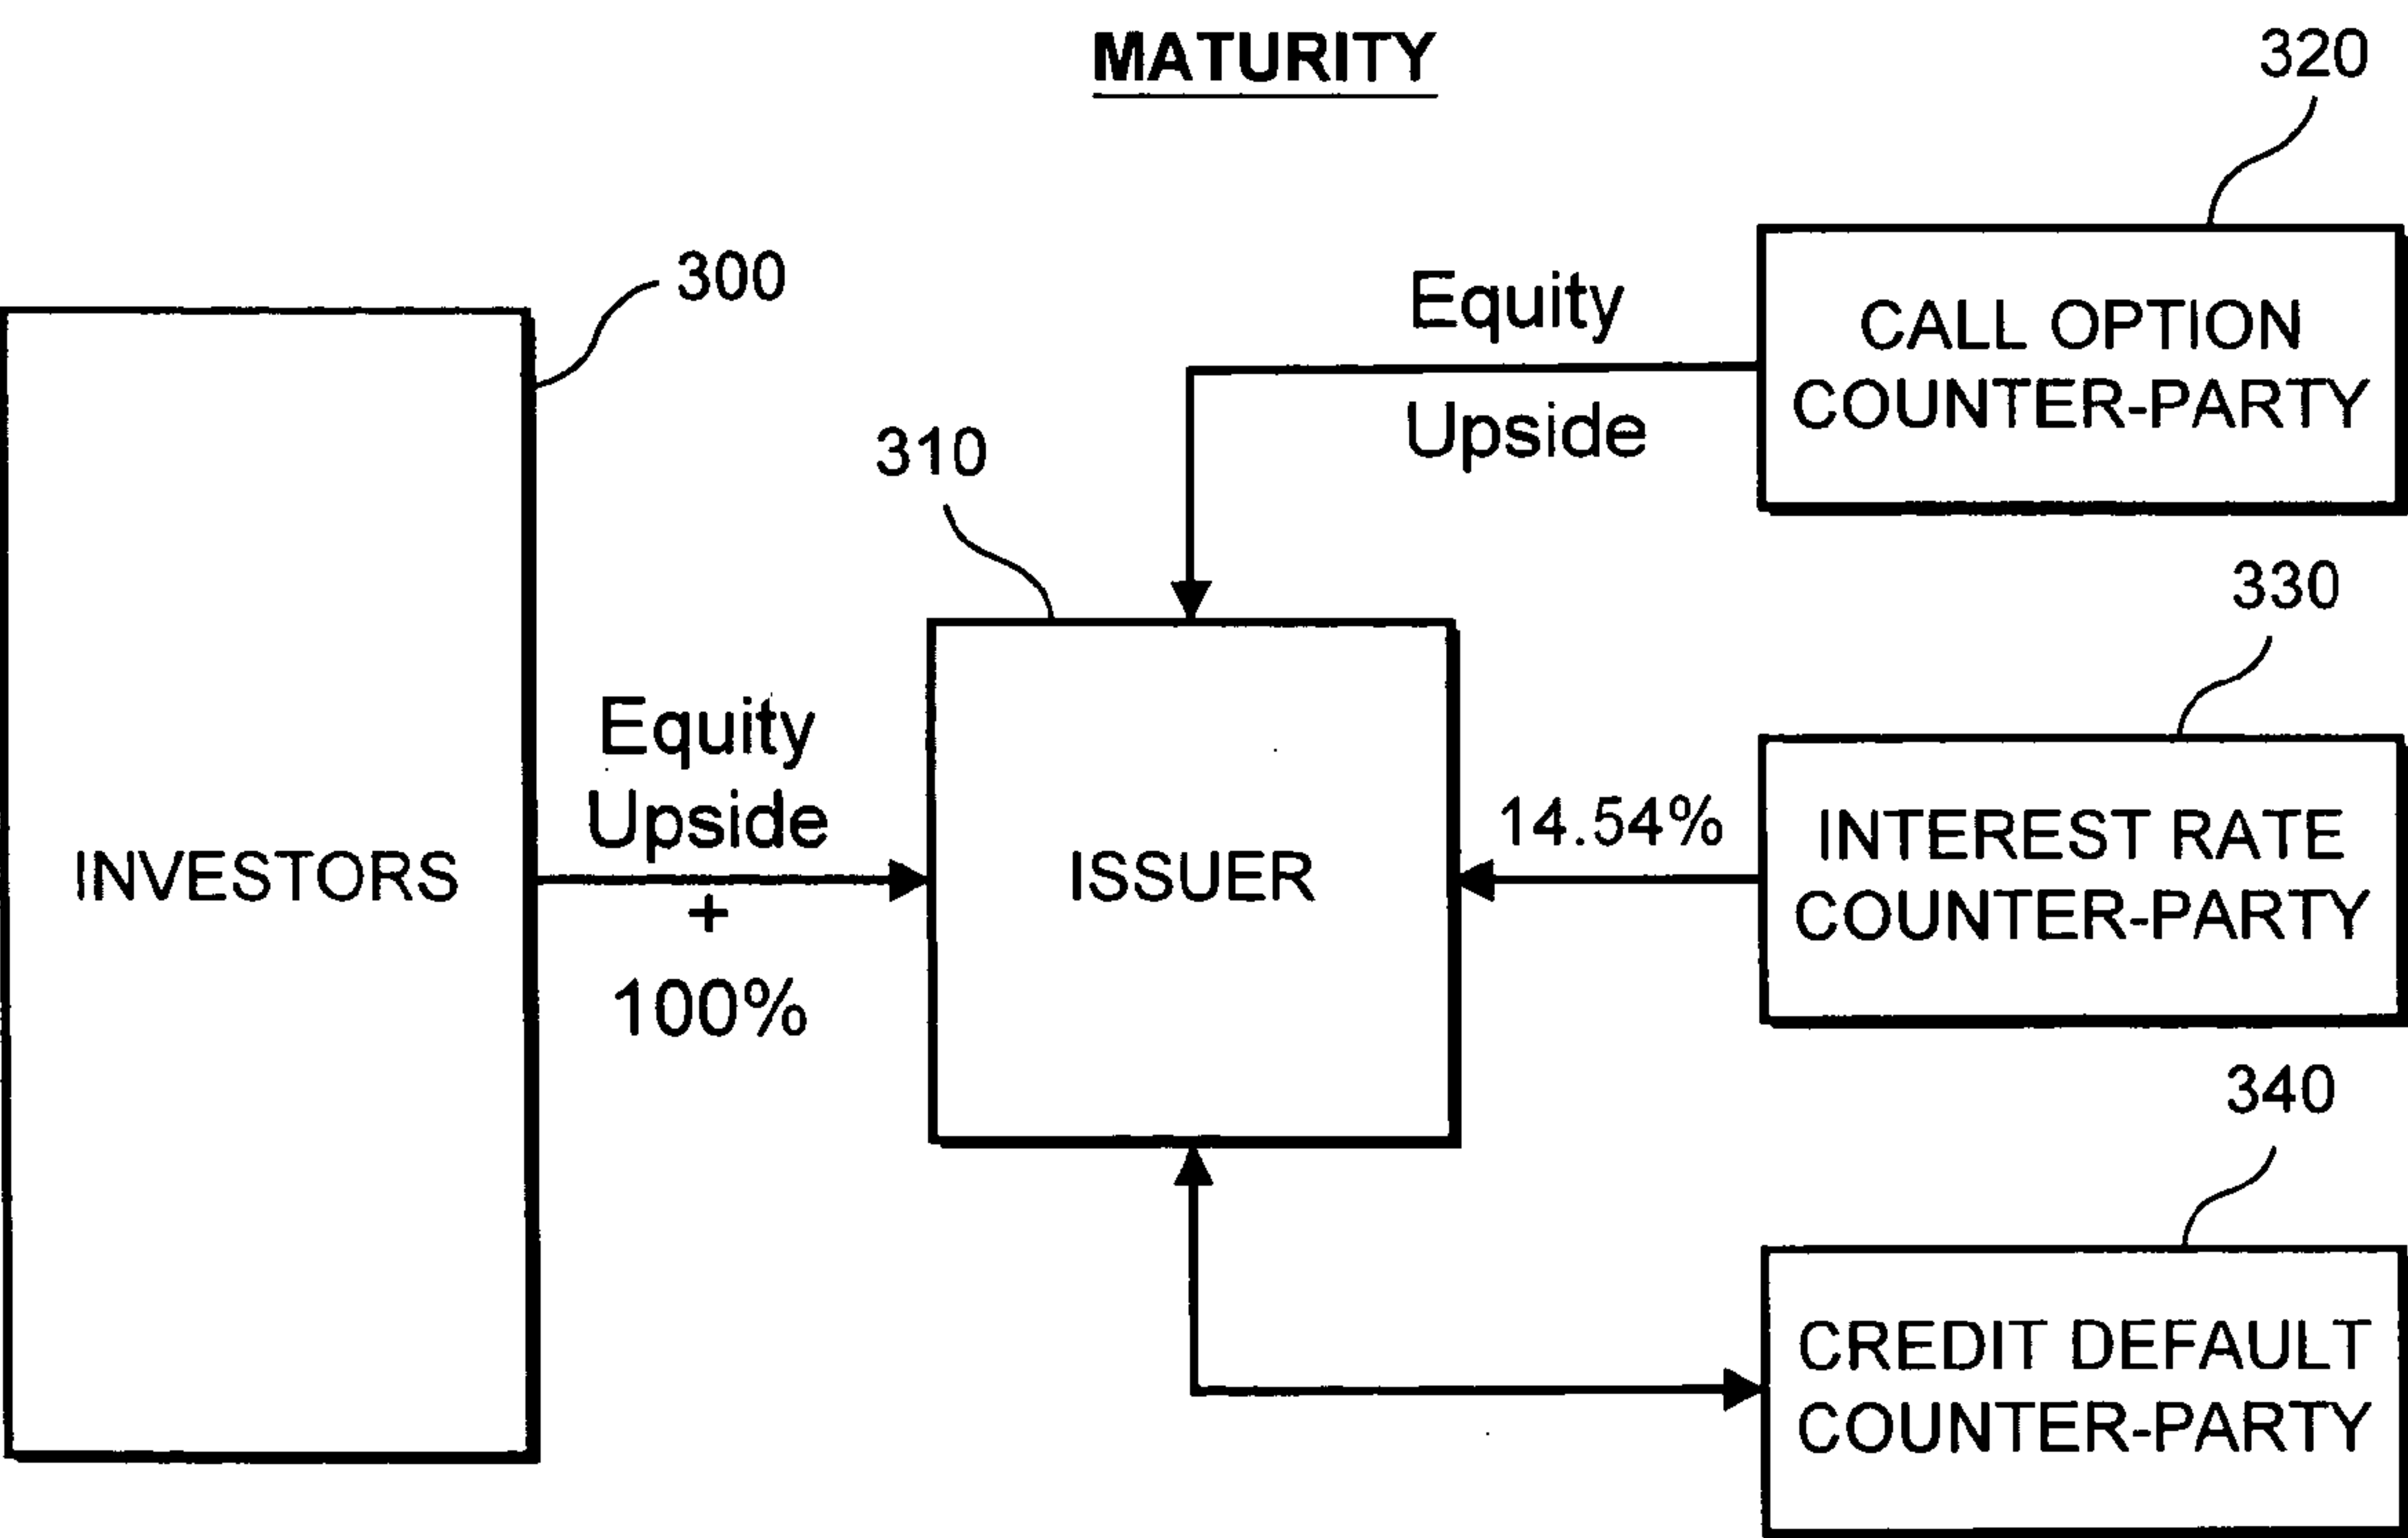 MATURITY
320
300
Equity
Upside
CALL OPTION
COUNTER-PARTY
310
330
Equity
Upside
+
100%
INVESTORS
ISSUER
14.54%
INTEREST RATE
COUNTER-PARTY
340
CREDIT DEFAULT
COUNTER-PARTY